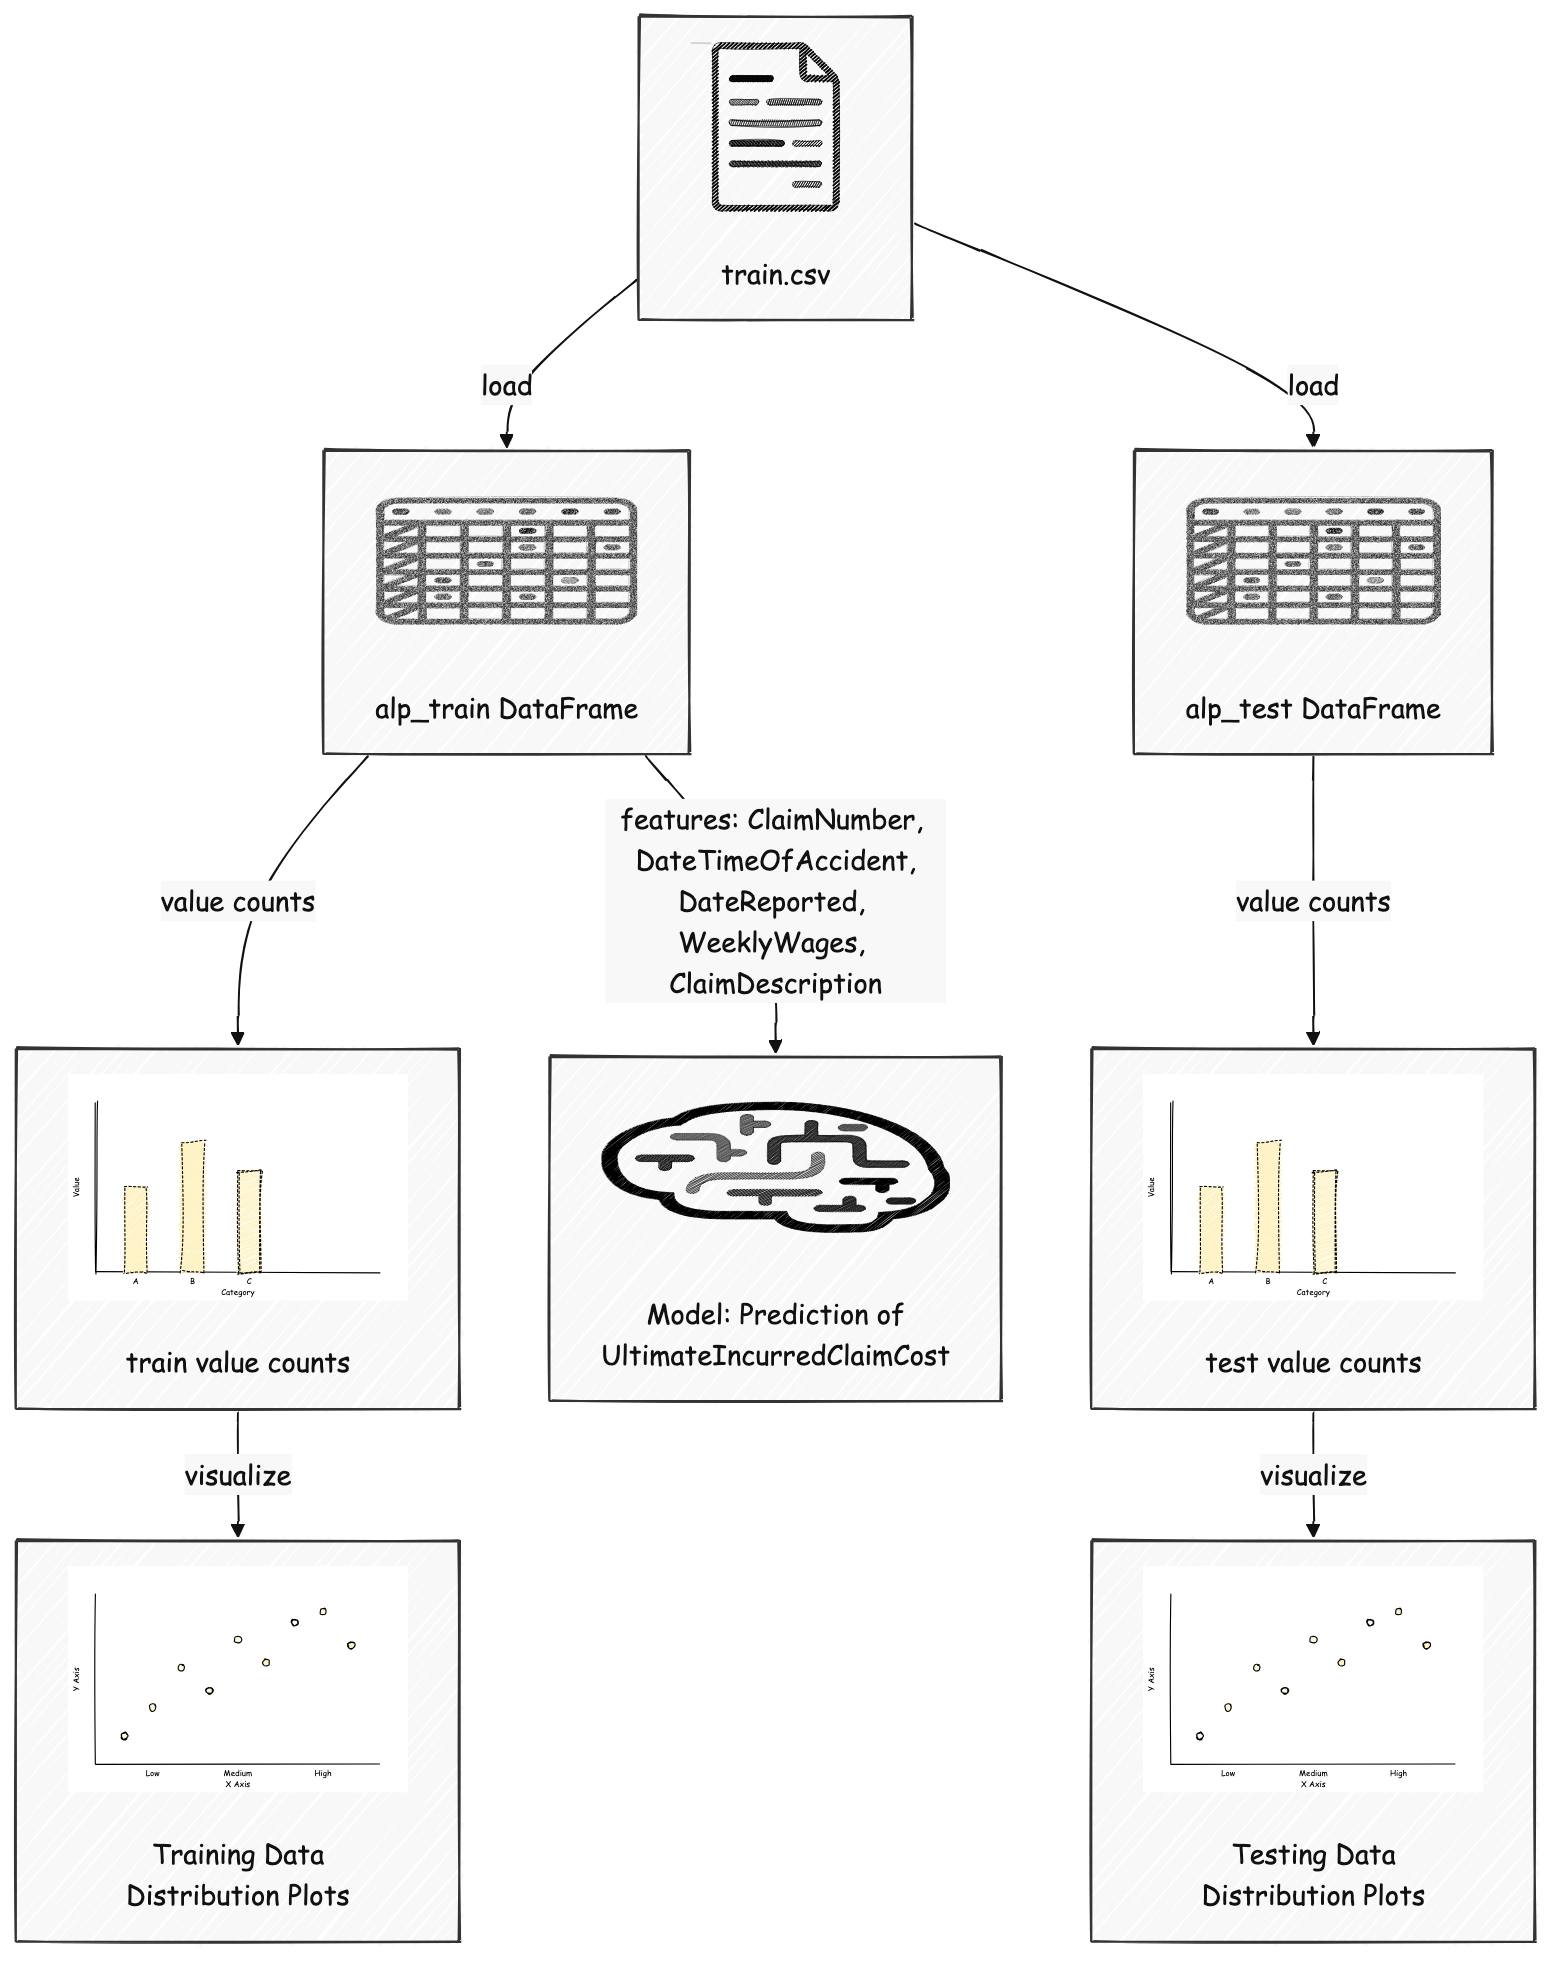 train.csv
load
load
alp_train DataFrame
alp_test DataFrame
features: ClaimNumber,
DateTimeOfAccident,
DateReported,
WeeklyWages,
ClaimDescription
value counts
value counts
Value
A
B
C
Category
train value counts
Model: Prediction of
UltimateIncurredClaimCost
Value
A
B
C
Category
test value counts
visualize
visualize
Y Axis
Low
Medium
High
X Axis
Training Data
Distribution Plots
Y Axis
Low
Medium
High
X Axis
Testing Data
Distribution Plots